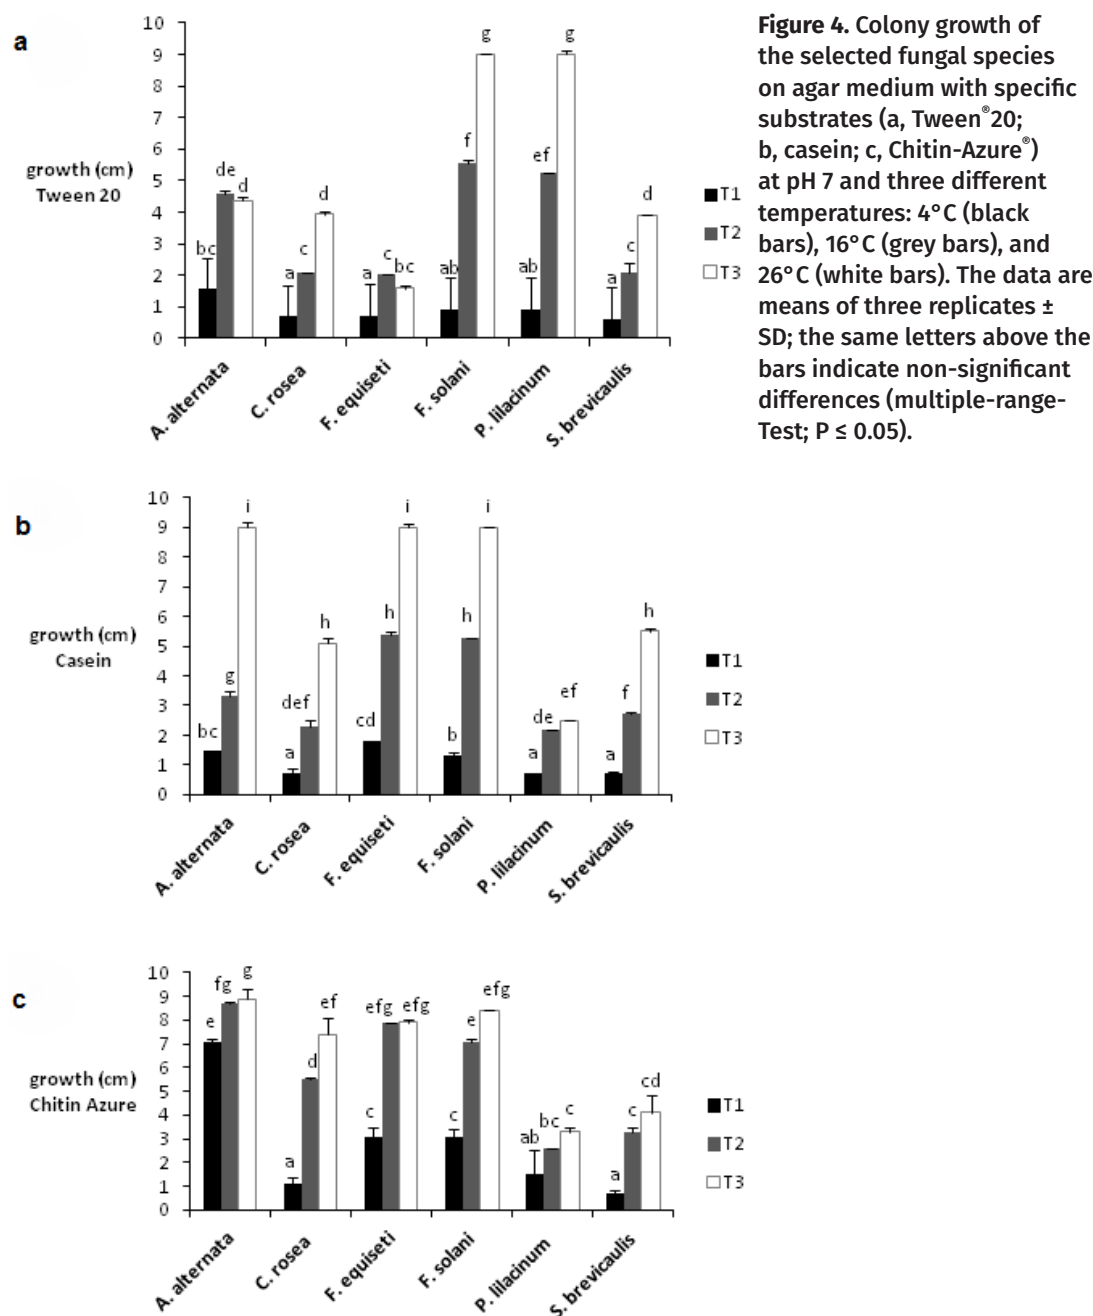 a
10
9
8
7
6
5
4
3
2
1
0
growth (cm)
Tween 20
bc de d
a c d
a c bc
ab f g
ab ef g
a c d
A. alternata
C. rosea
F. equiseti
F. solani
P. lilacinum
S. brevicaulis
T1
T2
T3
Figure 4. Colony growth of
the selected fungal species
on agar medium with specific
substrates (a, Tween®20;
b, casein; c, Chitin-Azure®)
at pH 7 and three different
temperatures: 4°C (black
bars), 16°C (grey bars), and
26°C (white bars). The data are
means of three replicates ±
SD; the same letters above the
bars indicate non-significant
differences (multiple-range-
Test; P ≤ 0.05).
b
10
9
8
7
6
5
4
3
2
1
0
growth (cm)
Casein
bc g i
a def h
cd h i
b h i
a de ef
a f h
A. alternata
C. rosea
F. equiseti
F. solani
P. lilacinum
S. brevicaulis
T1
T2
T3
c
10
9
8
7
6
5
4
3
2
1
0
growth (cm)
Chitin Azure
e fg g
a d ef
c efg efg
c e efg
ab bc c
a c cd
A. alternata
C. rosea
F. equiseti
F. solani
P. lilacinum
S. brevicaulis
T1
T2
T3